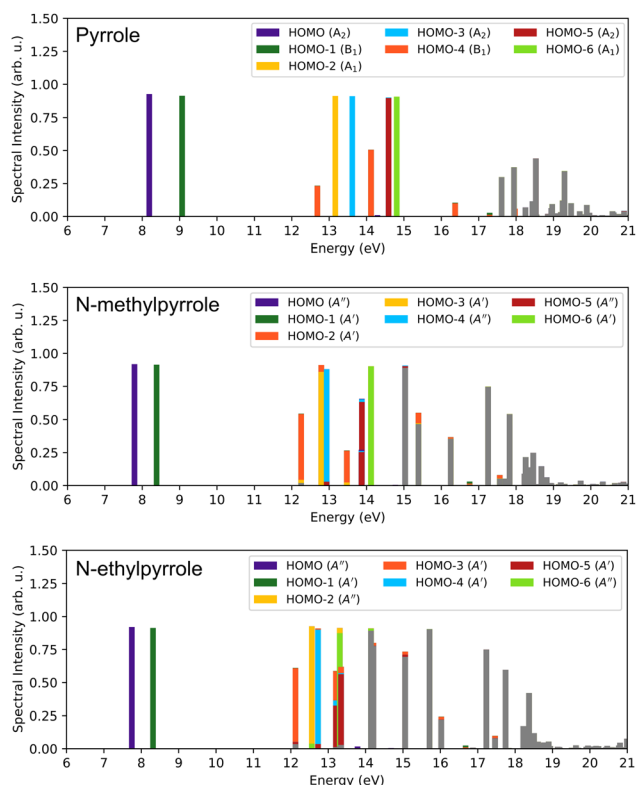 Pyrrole
HOMO (A₂) HOMO-3 (A₂) HOMO-5 (A₂)
HOMO-1 (B₁) HOMO-4 (B₁) HOMO-6 (A₁)
HOMO-2 (A₁)
Spectral Intensity (arb. u.)
1.50
1.25
1.00
0.75
0.50
0.25
0.00
6 7 8 9 10 11 12 13 14 15 16 17 18 19 20 21
Energy (eV)
N-methylpyrrole
HOMO (A″) HOMO-3 (A′) HOMO-5 (A″)
HOMO-1 (A′) HOMO-4 (A″) HOMO-6 (A′)
HOMO-2 (A′)
Spectral Intensity (arb. u.)
1.50
1.25
1.00
0.75
0.50
0.25
0.00
6 7 8 9 10 11 12 13 14 15 16 17 18 19 20 21
Energy (eV)
N-ethylpyrrole
HOMO (A″) HOMO-3 (A′) HOMO-5 (A′)
HOMO-1 (A′) HOMO-4 (A′) HOMO-6 (A″)
HOMO-2 (A″)
Spectral Intensity (arb. u.)
1.50
1.25
1.00
0.75
0.50
0.25
0.00
6 7 8 9 10 11 12 13 14 15 16 17 18 19 20 21
Energy (eV)